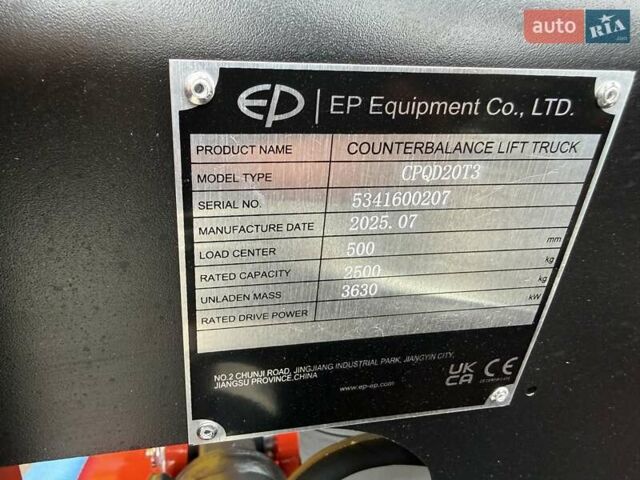 auto RIA
EP | EP Equipment Co., LTD.
PRODUCT NAME COUNTERBALANCE LIFT TRUCK
MODEL TYPE CPQD20T3
SERIAL NO. 5341600207
MANUFACTURE DATE 2025.07
LOAD CENTER 500 mm
RATED CAPACITY 2500 kg
UNLADEN MASS 3630 kg
RATED DRIVE POWER kW
NO.2 CHUNJI ROAD, JINGJIANG INDUSTRIAL PARK, JIANGYIN CITY,
JIANGSU PROVINCE.CHINA
www.ep-ep.com
UK CA CE